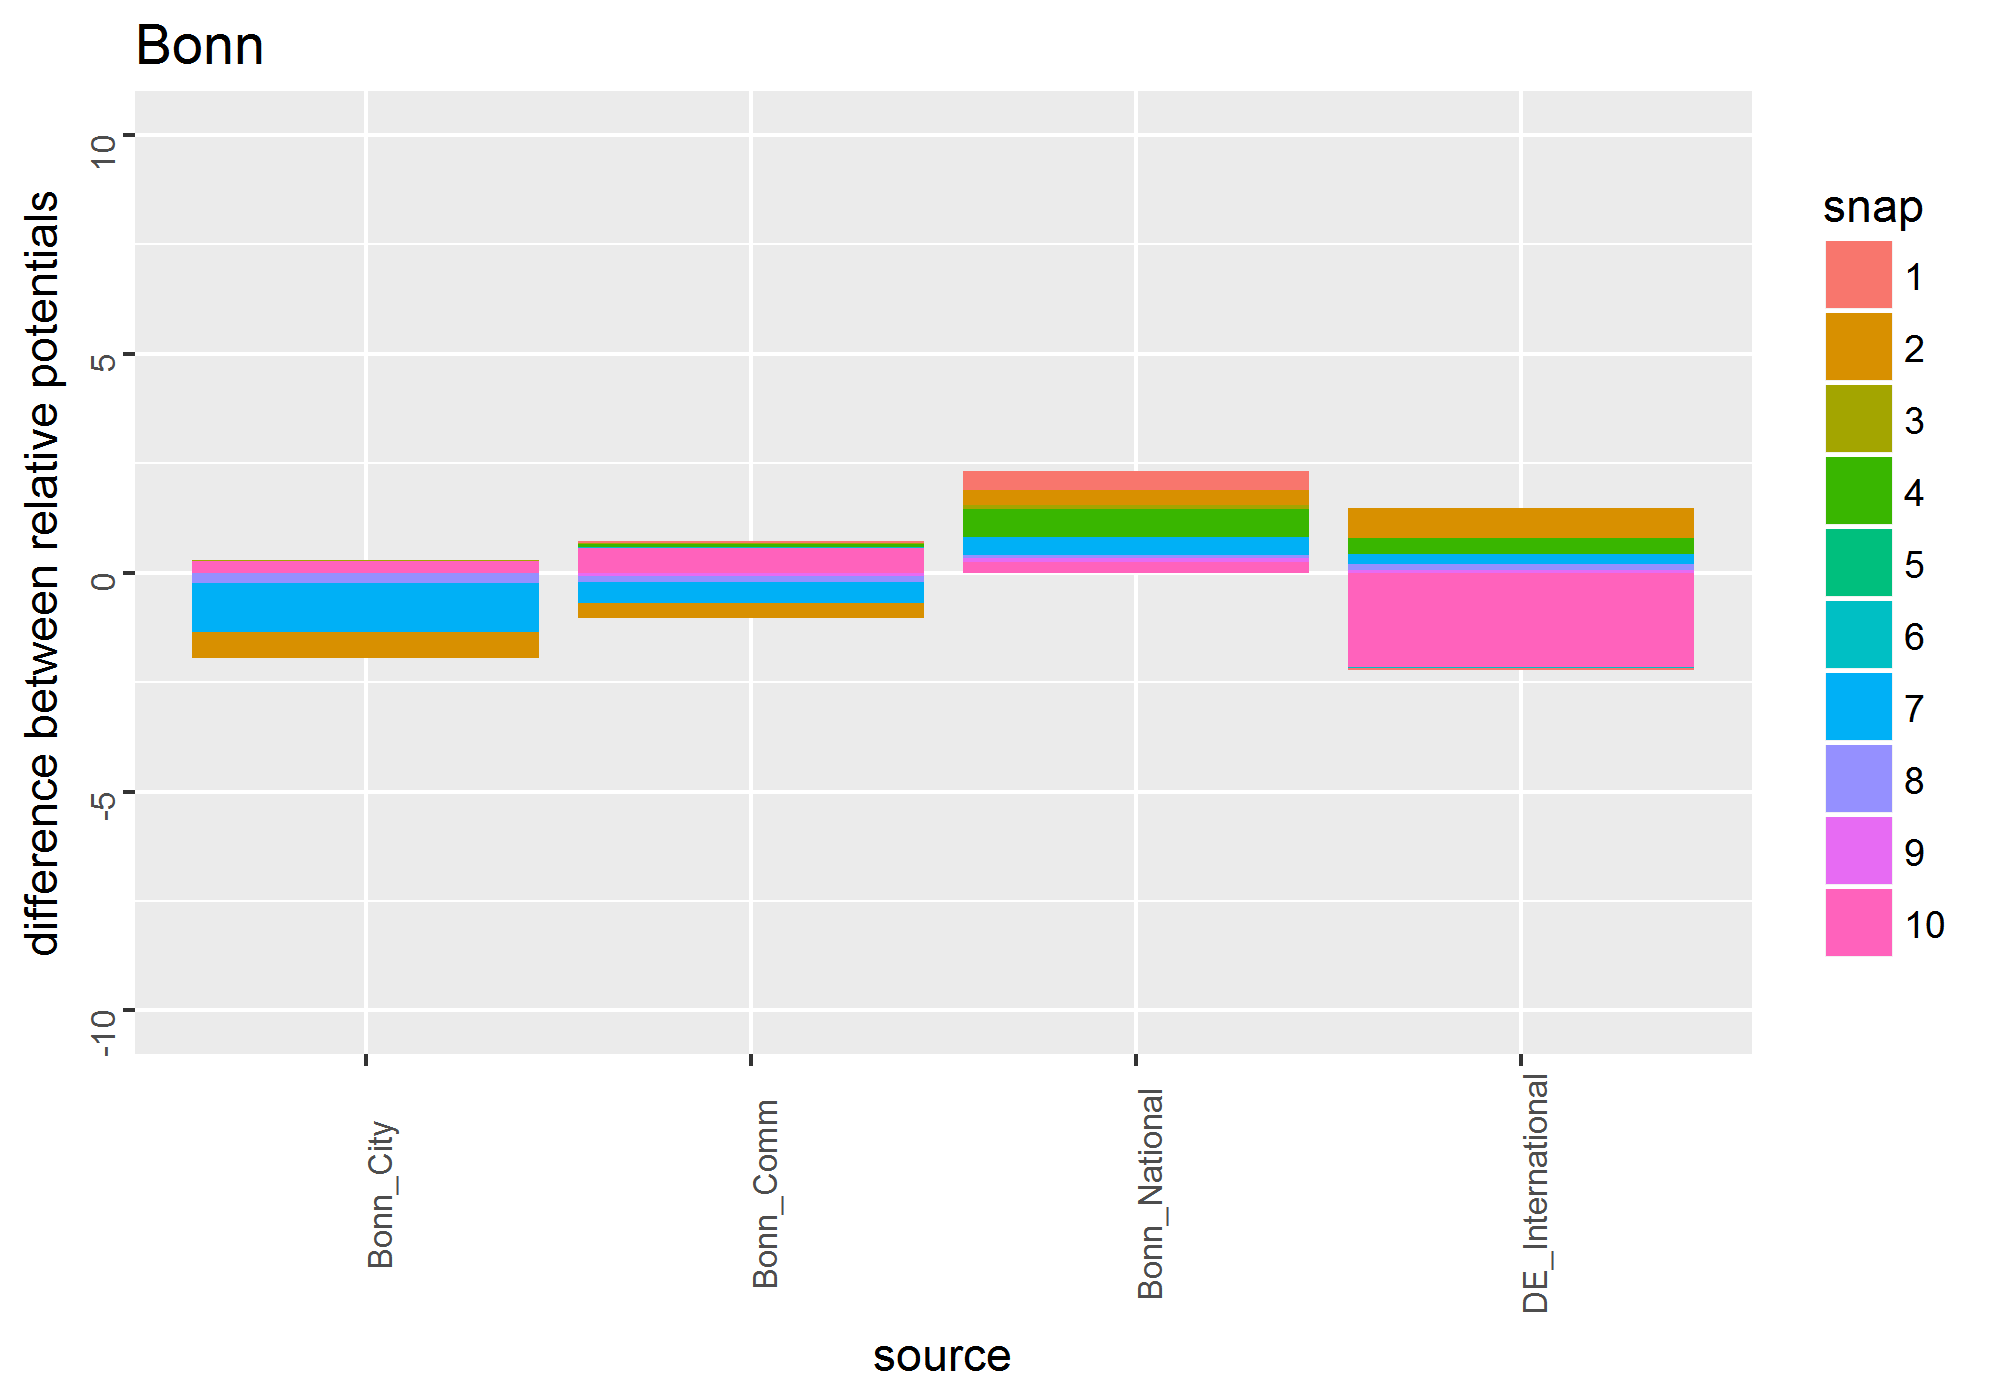 Bonn
difference between relative potentials
10
5
0
-5
-10
Bonn_City
Bonn_Comm
Bonn_National
DE_International
source
snap
1
2
3
4
5
6
7
8
9
10